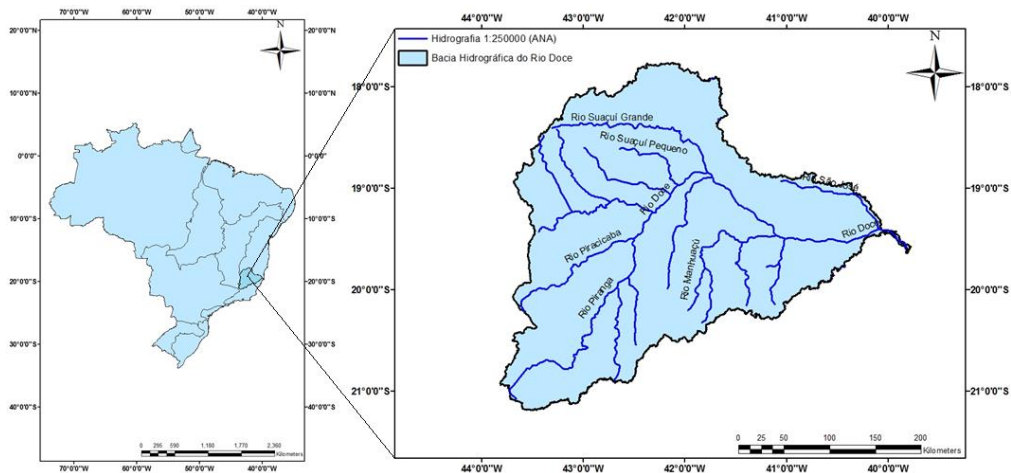 70°0'0"W 60°0'0"W 50°0'0"W 40°0'0"W
20°0'0"N 20°0'0"N
N
10°0'0"N 10°0'0"N
0°0'0" 0°0'0"
10°0'0"S 10°0'0"S
20°0'0"S 20°0'0"S
30°0'0"S 30°0'0"S
40°0'0"S 40°0'0"S
0 295 590 1.180 1.770 2.360
Kilometers
70°0'0"W 60°0'0"W 50°0'0"W 40°0'0"W
44°0'0"W 43°0'0"W 42°0'0"W 41°0'0"W 40°0'0"W
Hidrografia 1:250000 (ANA)
Bacia Hidrográfica do Rio Doce
N
18°0'0"S 18°0'0"S
Rio Suaçuí Grande
Rio Suaçuí Pequeno
Rio São José
19°0'0"S 19°0'0"S
Rio Doce
Rio Doce
Rio Piracicaba
Rio Manhuaçú
Rio Piranga
20°0'0"S 20°0'0"S
21°0'0"S 21°0'0"S
0 25 50 100 150 200
Kilometers
44°0'0"W 43°0'0"W 42°0'0"W 41°0'0"W 40°0'0"W